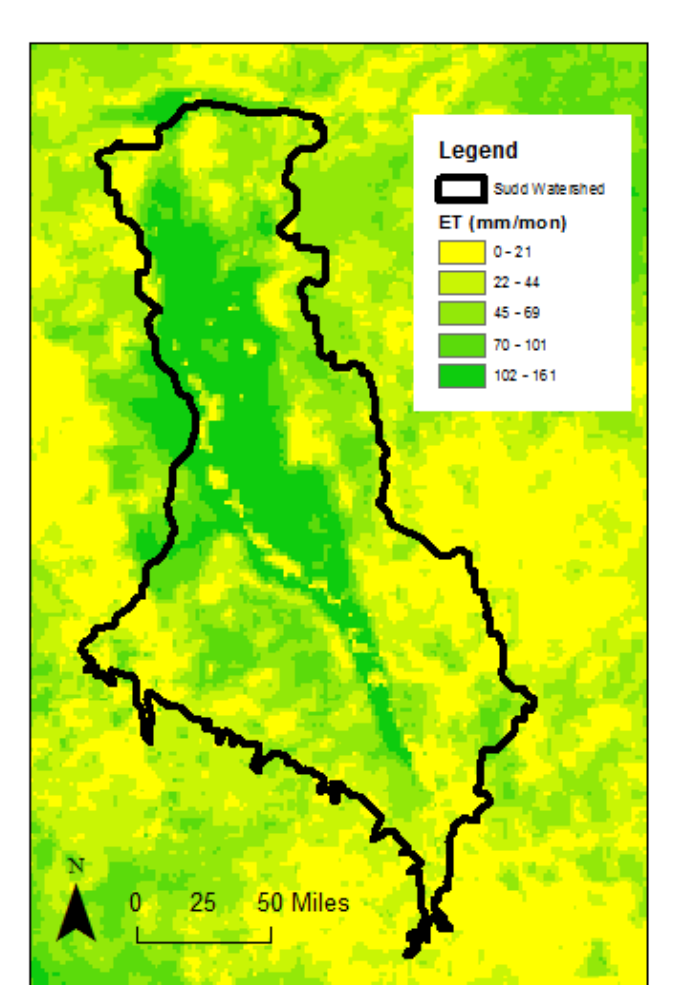 Legend
Sudd Watershed
ET (mm/mon)
0 - 21
22 - 44
45 - 69
70 - 101
102 - 161
N
0 25 50 Miles